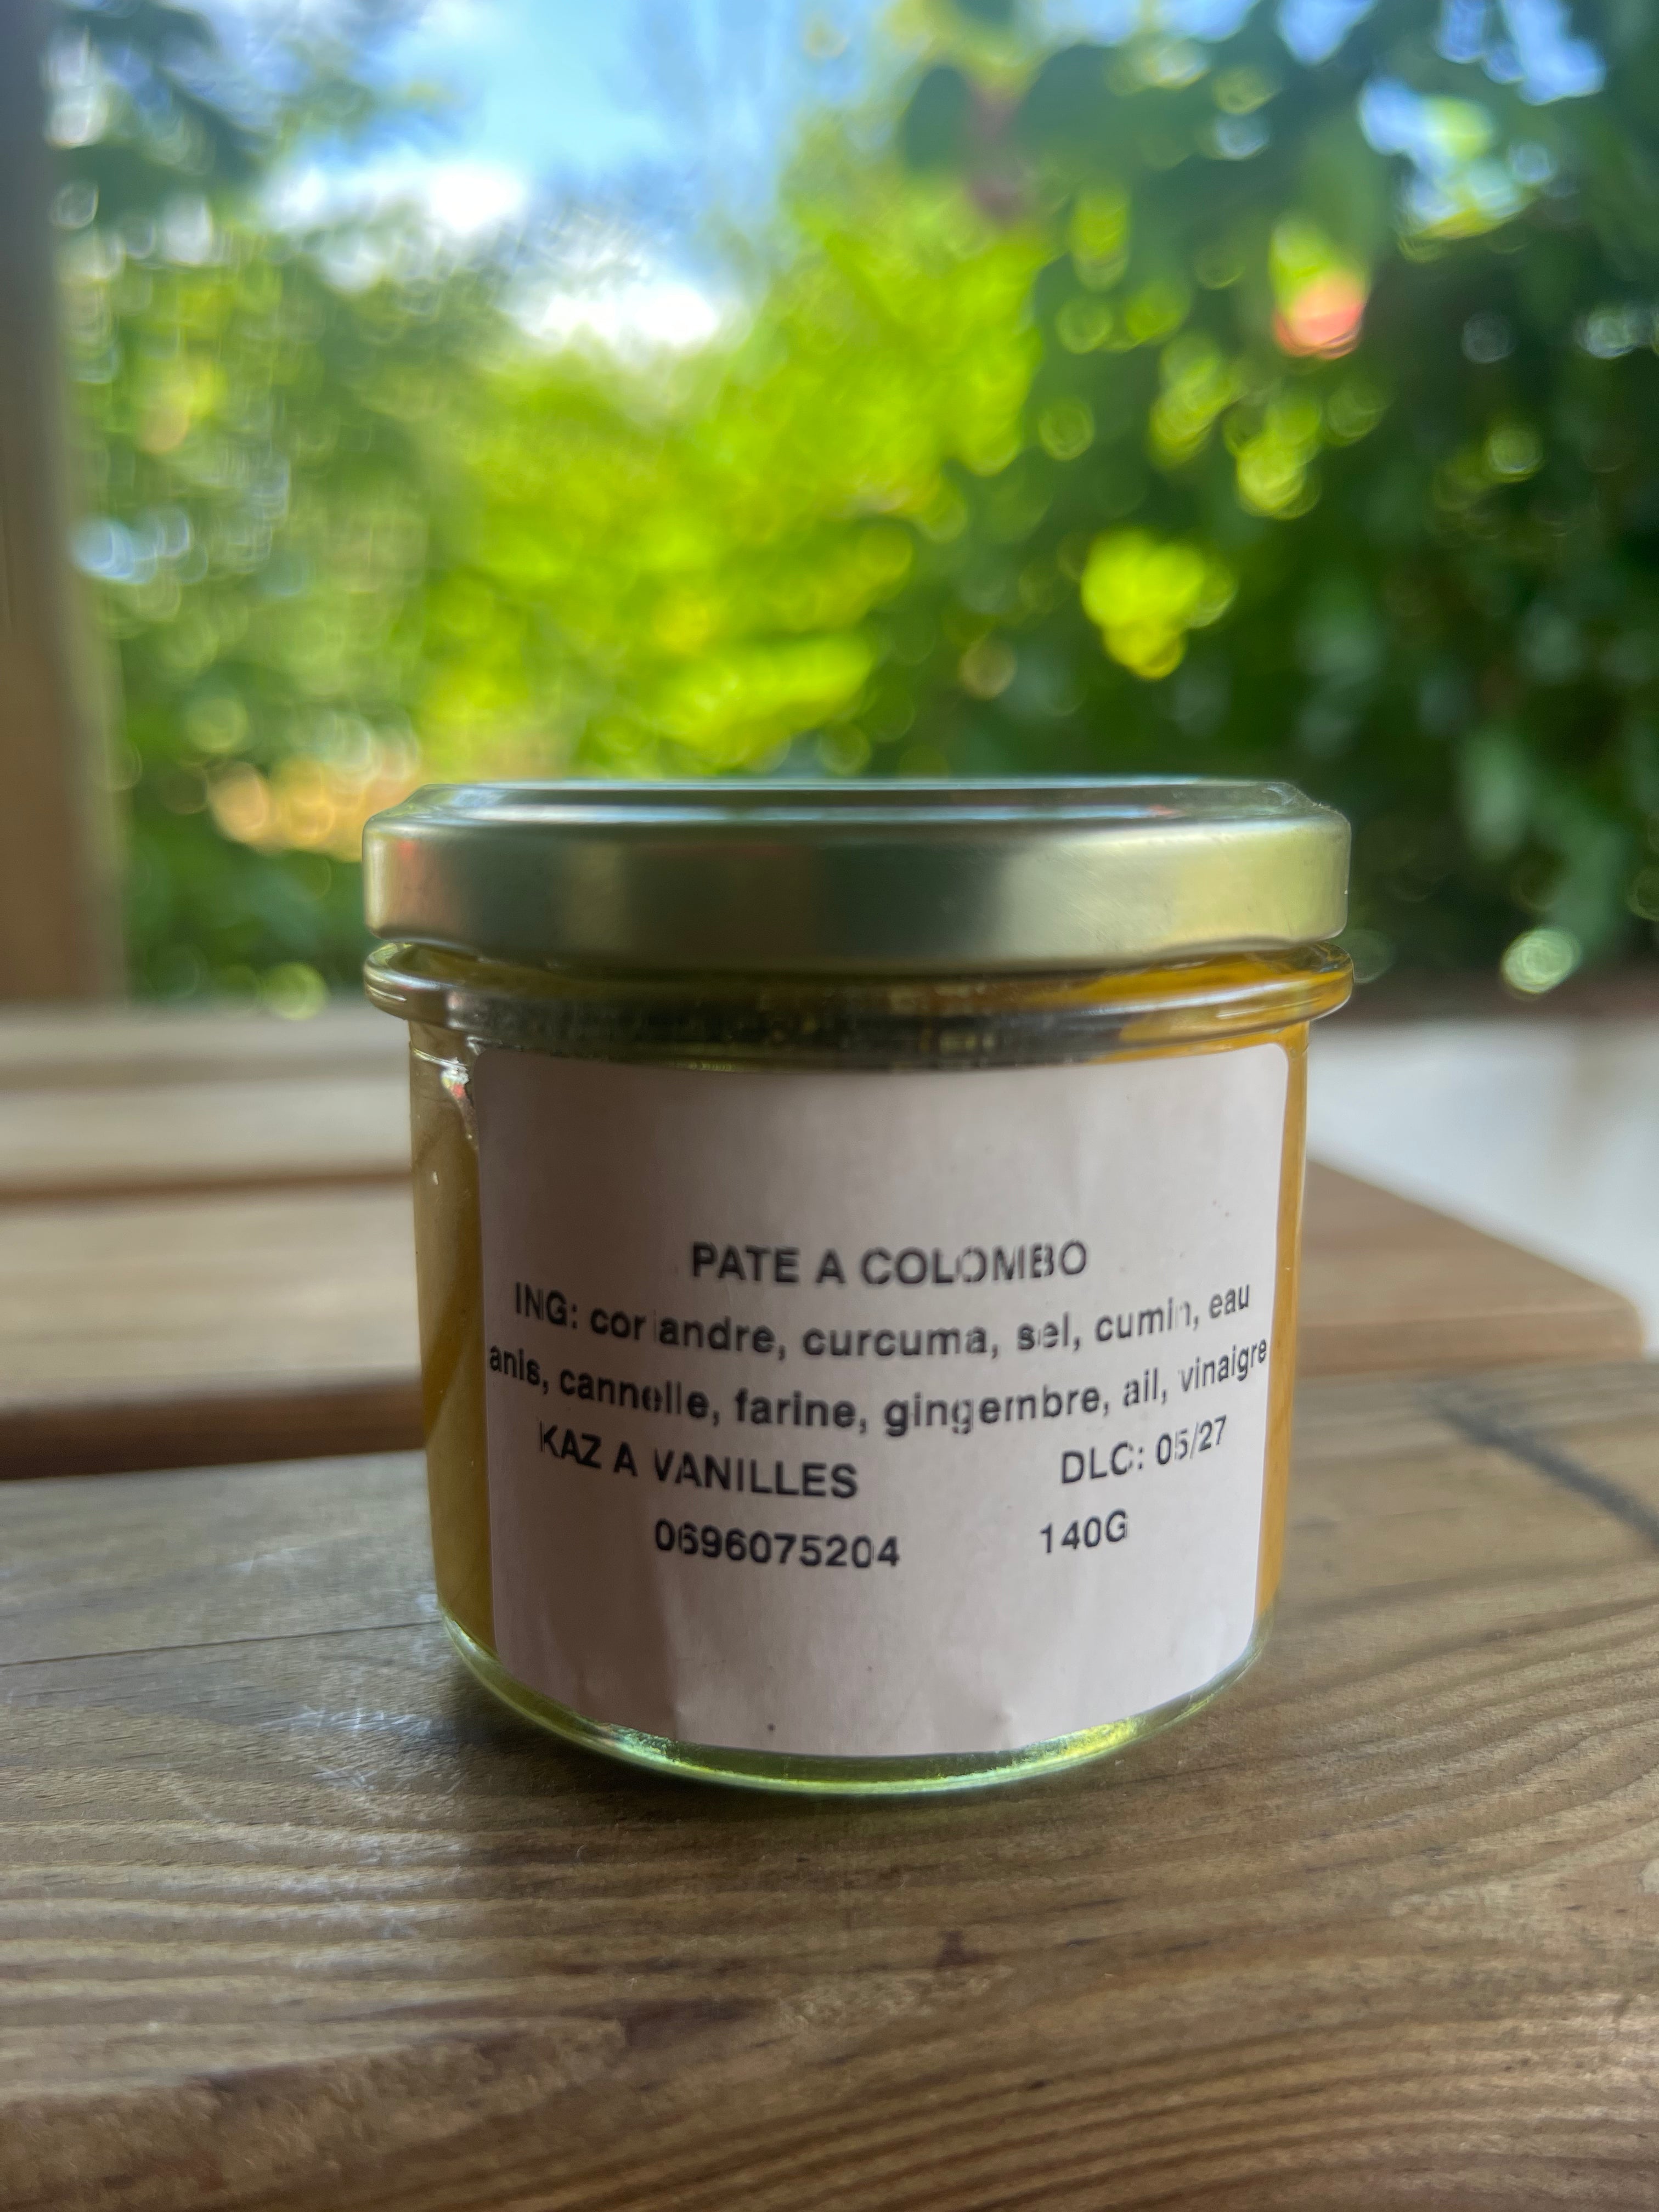 PATE A COLOMBO
ING: coriandre, curcuma, sel, cumin, eau
anis, cannelle, farine, gingembre, ail, vinaigre
KAZ A VANILLES DLC: 05/27
0696075204 140G